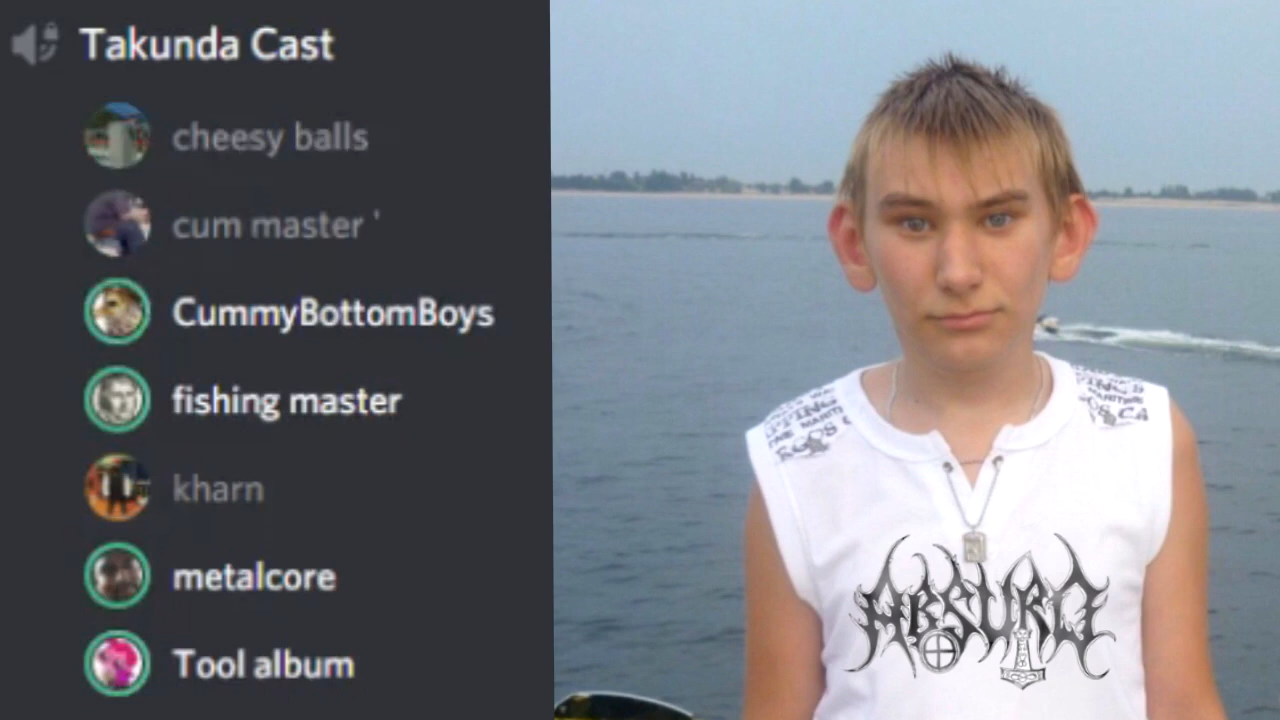 Takunda Cast
cheesy balls
cum master '
CummyBottomBoys
fishing master
kharn
metalcore
Tool album
ABSURD